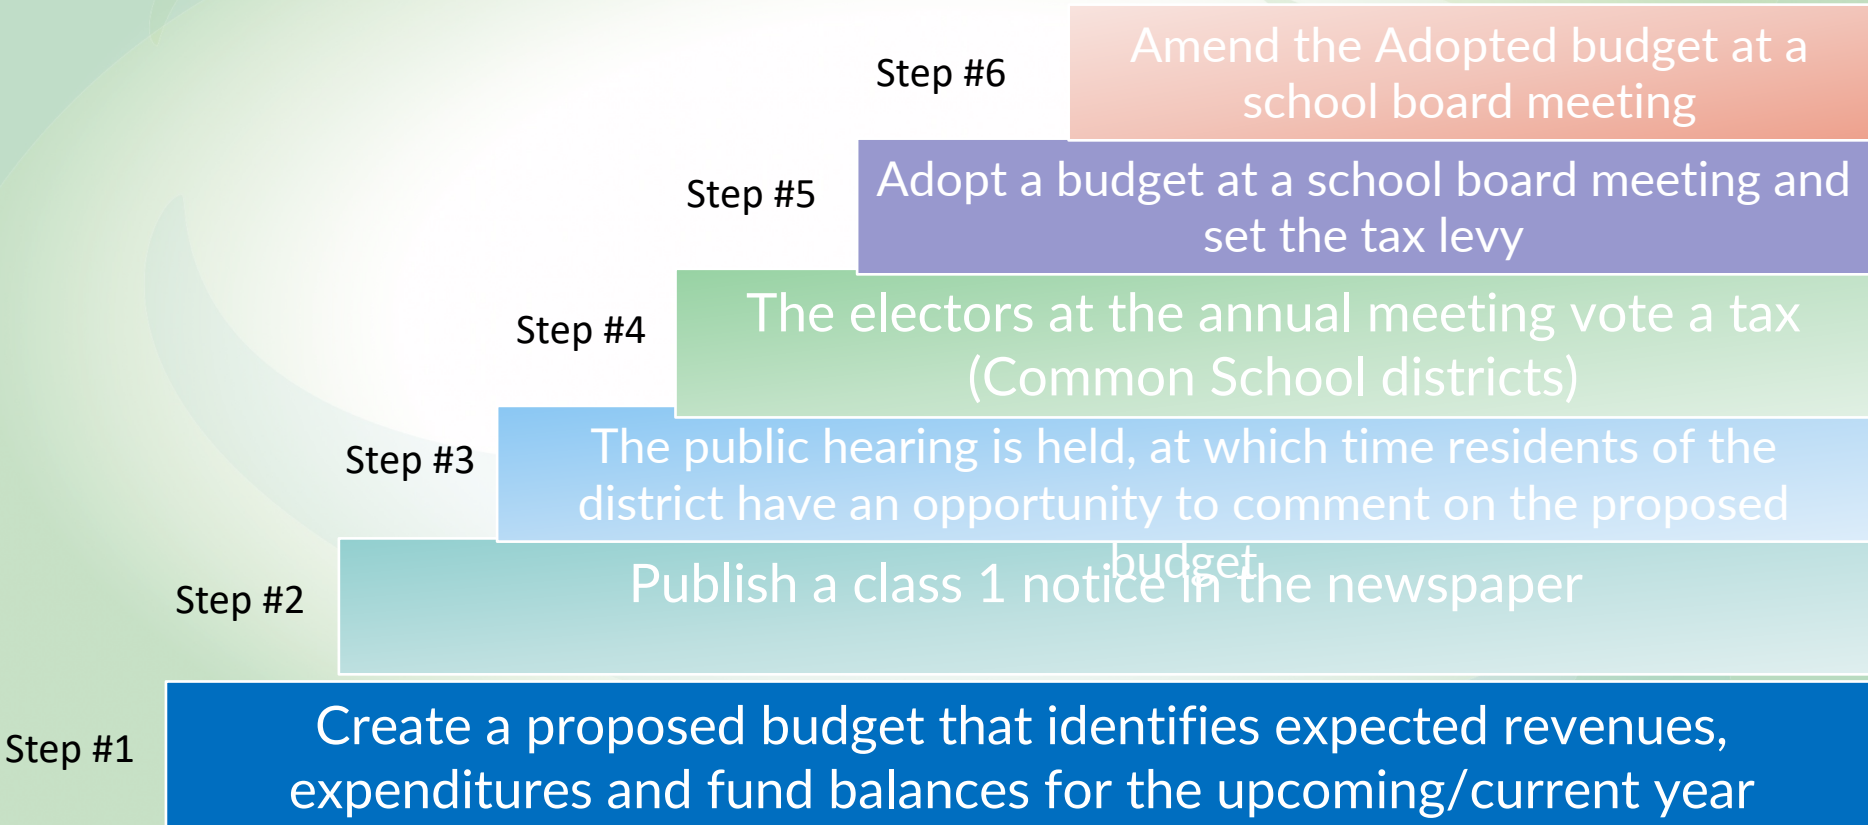 Step #6
Amend the Adopted budget at a
school board meeting
Step #5
Adopt a budget at a school board meeting and
set the tax levy
Step #4
The electors at the annual meeting vote a tax
(Common School districts)
Step #3
The public hearing is held, at which time residents of the
district have an opportunity to comment on the proposed
budget
Step #2
Publish a class 1 notice in the newspaper
Step #1
Create a proposed budget that identifies expected revenues,
expenditures and fund balances for the upcoming/current year